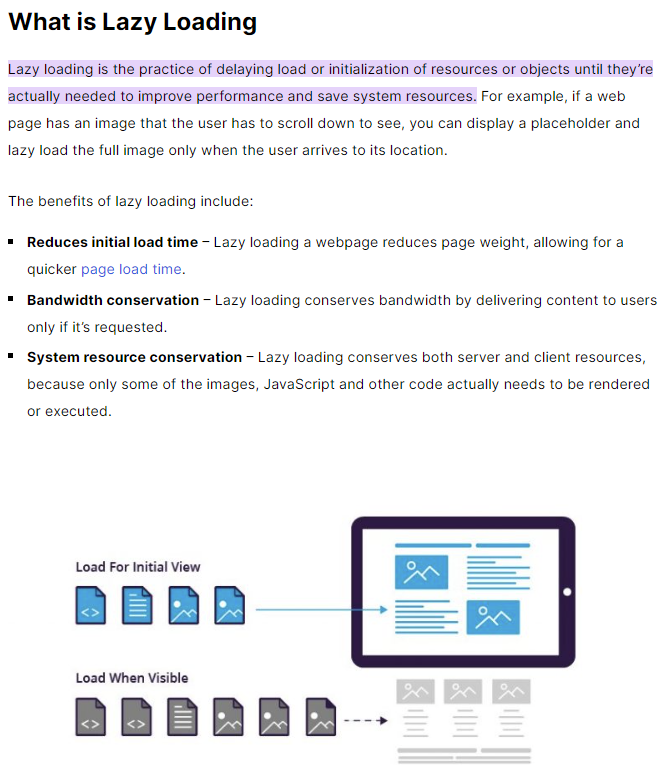 What is Lazy Loading
Lazy loading is the practice of delaying load or initialization of resources or objects until they’re
actually needed to improve performance and save system resources. For example, if a web
page has an image that the user has to scroll down to see, you can display a placeholder and
lazy load the full image only when the user arrives to its location.
The benefits of lazy loading include:
Reduces initial load time – Lazy loading a webpage reduces page weight, allowing for a
quicker page load time.
Bandwidth conservation – Lazy loading conserves bandwidth by delivering content to users
only if it’s requested.
System resource conservation – Lazy loading conserves both server and client resources,
because only some of the images, JavaScript and other code actually needs to be rendered
or executed.
Load For Initial View
<>
Load When Visible
<> <>